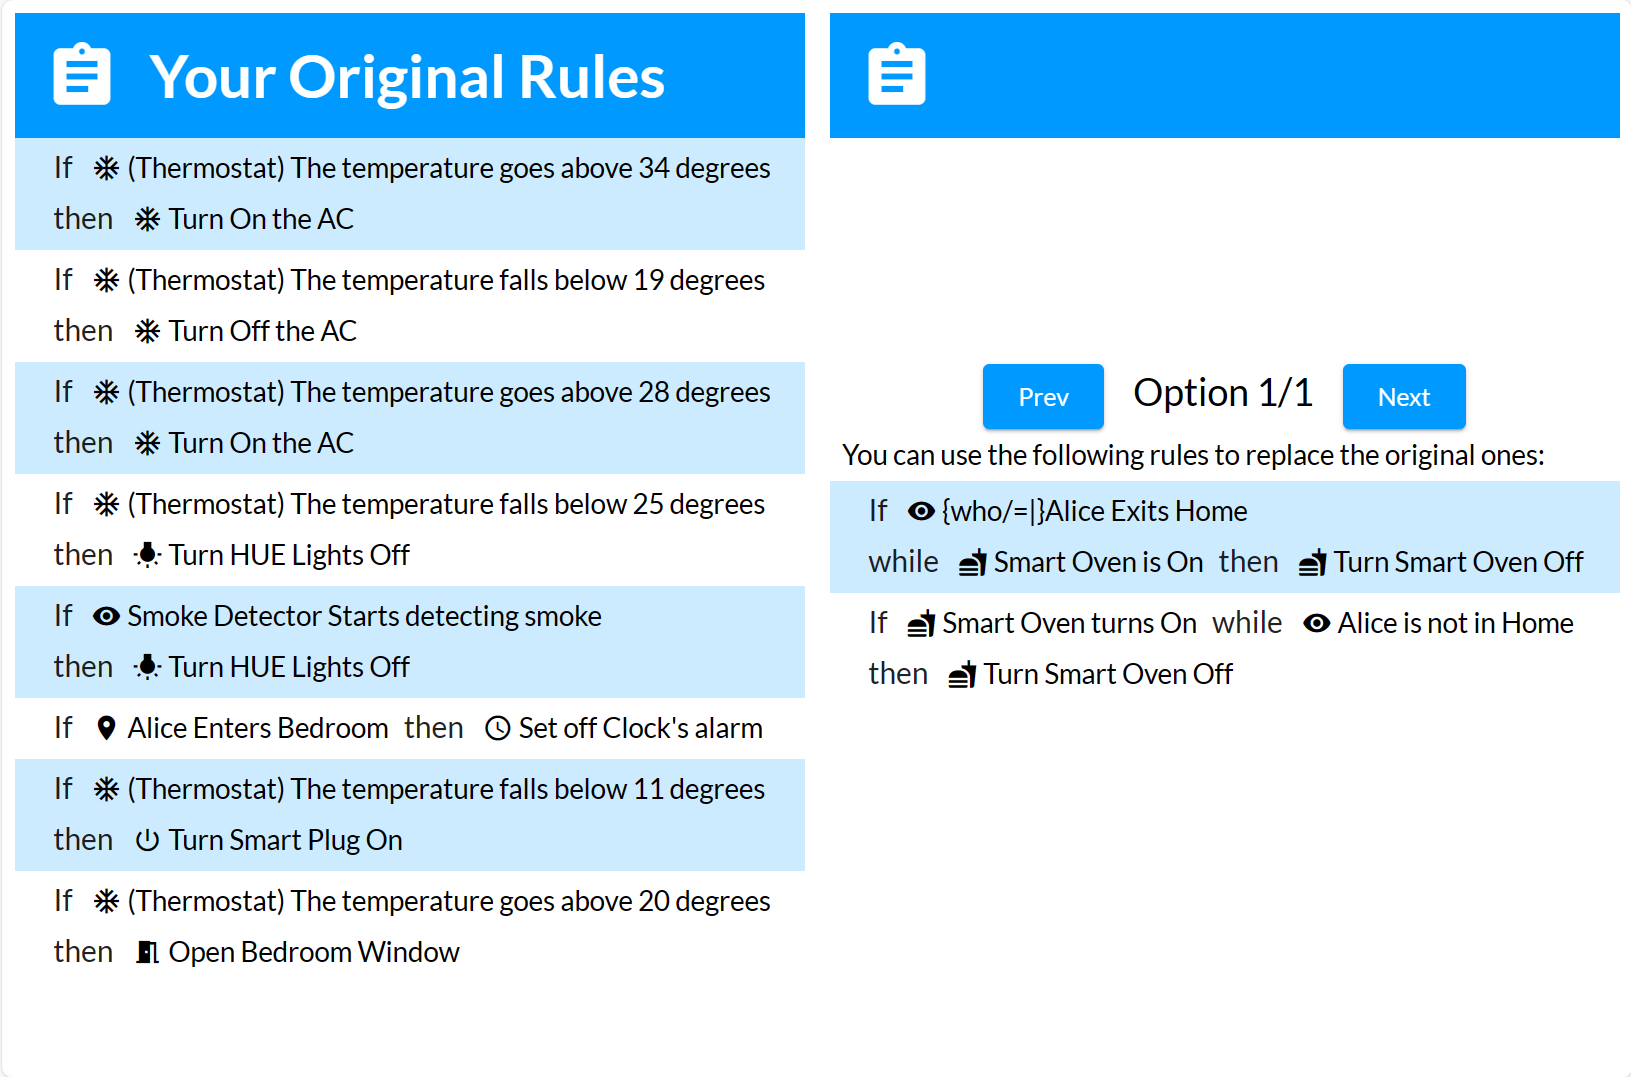 Your Original Rules
If (Thermostat) The temperature goes above 34 degrees
then Turn On the AC
If (Thermostat) The temperature falls below 19 degrees
then Turn Off the AC
If (Thermostat) The temperature goes above 28 degrees
then Turn On the AC
If (Thermostat) The temperature falls below 25 degrees
then Turn HUE Lights Off
If Smoke Detector Starts detecting smoke
then Turn HUE Lights Off
If Alice Enters Bedroom then Set off Clock's alarm
If (Thermostat) The temperature falls below 11 degrees
then Turn Smart Plug On
If (Thermostat) The temperature goes above 20 degrees
then Open Bedroom Window
Prev Option 1/1 Next
You can use the following rules to replace the original ones:
If {who/=|}Alice Exits Home
while Smart Oven is On then Turn Smart Oven Off
If Smart Oven turns On while Alice is not in Home
then Turn Smart Oven Off